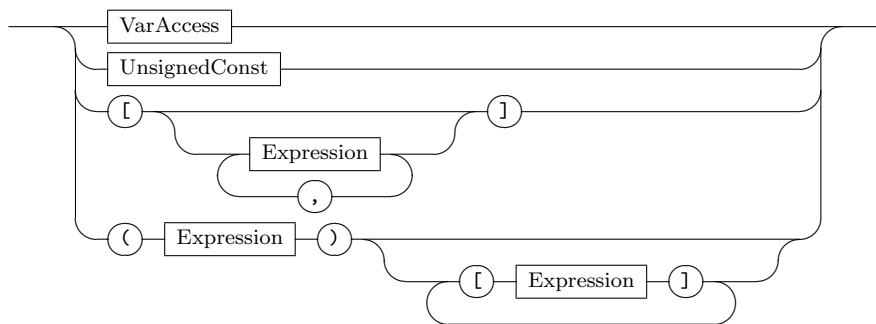 VarAccess
UnsignedConst
[ ]
Expression
,
( Expression )
[ Expression ]